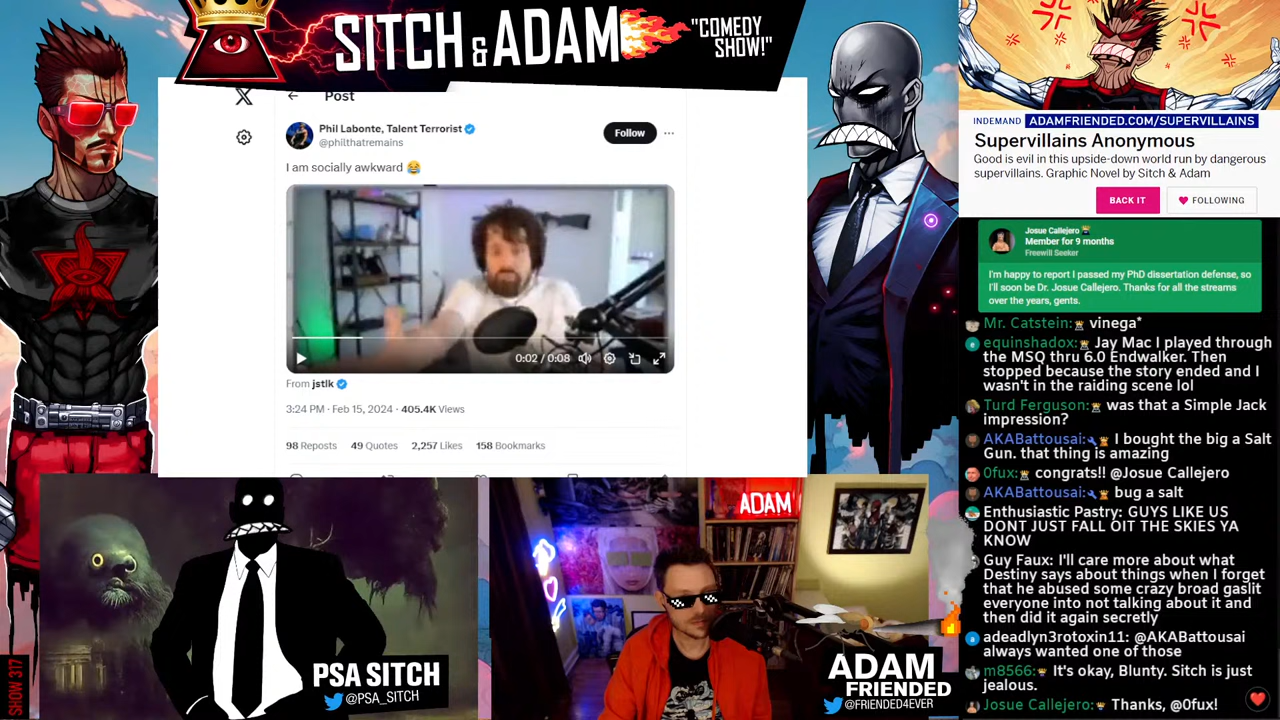 SITCH & ADAM
"COMEDY
SHOW!"
Post
Phil Labonte, Talent Terrorist
@philthatremains
Follow
I am socially awkward 😂
0:02 / 0:08
From jstlk
3:24 PM · Feb 15, 2024 · 405.4K Views
98 Reposts 49 Quotes 2,257 Likes 158 Bookmarks
INDEMAND ADAMFRIENDED.COM/SUPERVILLAINS
Supervillains Anonymous
Good is evil in this upside-down world run by dangerous
supervillains. Graphic Novel by Sitch & Adam
BACK IT
FOLLOWING
Josue Callejero
Member for 9 months
Freewill Seeker
I'm happy to report I passed my PhD dissertation defense, so
I'll soon be Dr. Josue Callejero. Thanks for all the streams
over the years, gents.
Mr. Catstein: vinega*
equinshadox: Jay Mac I played through
the MSQ thru 6.0 Endwalker. Then
stopped because the story ended and I
wasn't in the raiding scene lol
Turd Ferguson: was that a Simple Jack
impression?
AKABattousai: I bought the big a Salt
Gun. that thing is amazing
0fux: congrats!! @Josue Callejero
AKABattousai: bug a salt
Enthusiastic Pastry: GUYS LIKE US
DONT JUST FALL OIT THE SKIES YA
KNOW
Guy Faux: I'll care more about what
Destiny says about things when I forget
that he abused some crazy broad gaslit
everyone into not talking about it and
then did it again secretly
adeadlyn3rotoxin11: @AKABattousai
always wanted one of those
m8566: It's okay, Blunty. Sitch is just
jealous.
Josue Callejero: Thanks, @0fux!
SHOW 317
PSA SITCH
@PSA_SITCH
ADAM
ADAM
FRIENDED
@FRIENDED4EVER